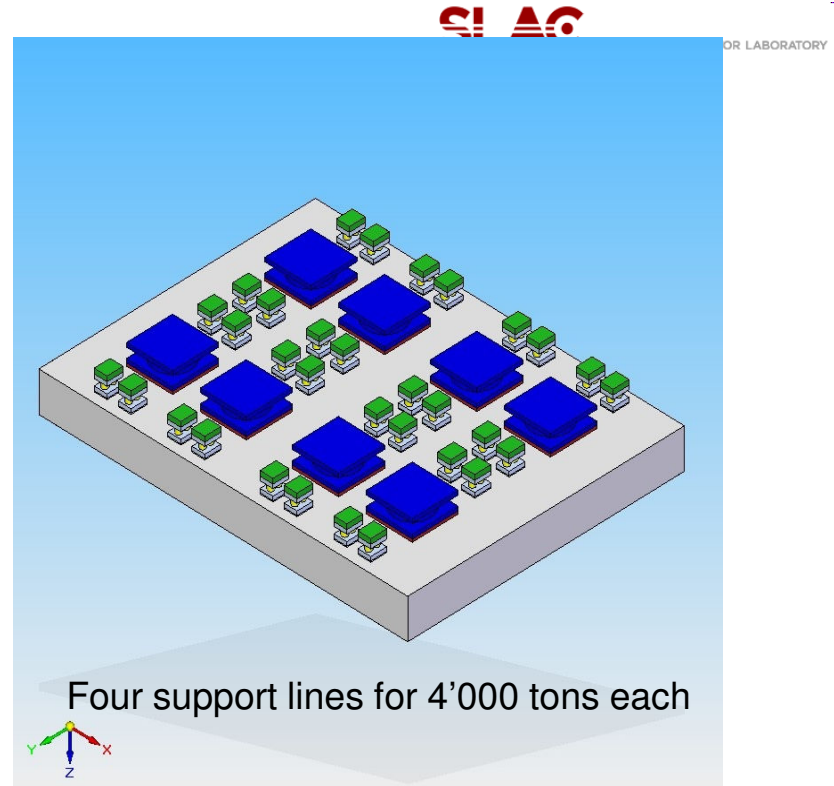 SLAC
OR LABORATORY
Four support lines for 4’000 tons each
Y
X
Z